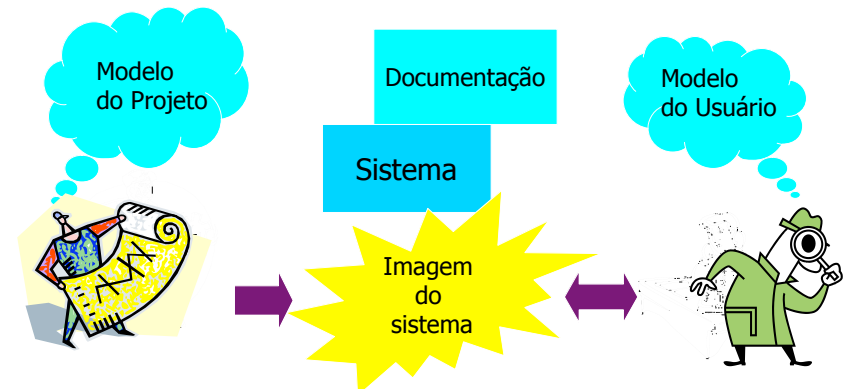 Modelo
do Projeto
Documentação
Modelo
do Usuário
Sistema
Imagem
do
sistema